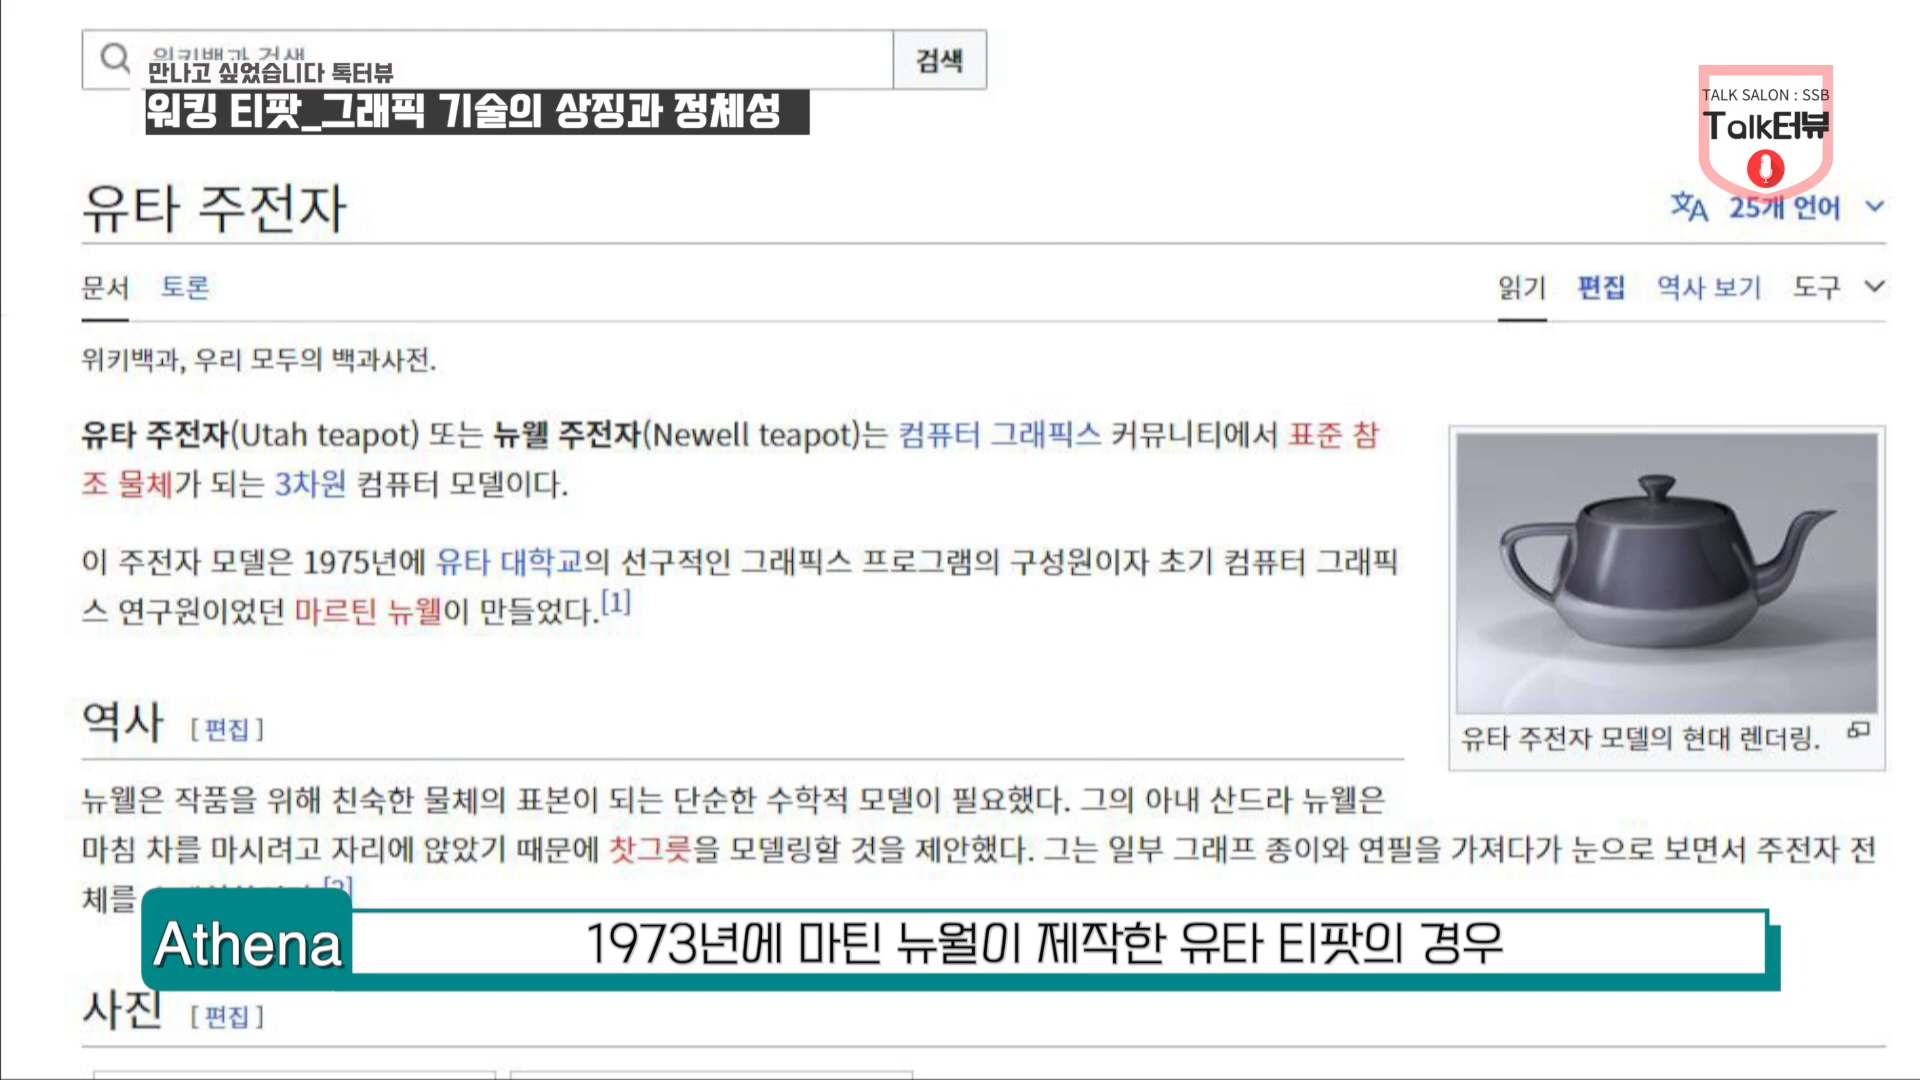 만나고 싶었습니다 톡터뷰
검색
워킹 티팟_그래픽 기술의 상징과 정체성
TALK SALON : SSB
Talk터뷰
유타 주전자
25개 언어
문서 토론
읽기 편집 역사 보기 도구
위키백과, 우리 모두의 백과사전.
유타 주전자(Utah teapot) 또는 뉴웰 주전자(Newell teapot)는 컴퓨터 그래픽스 커뮤니티에서 표준 참
조 물체가 되는 3차원 컴퓨터 모델이다.
이 주전자 모델은 1975년에 유타 대학교의 선구적인 그래픽스 프로그램의 구성원이자 초기 컴퓨터 그래픽
스 연구원이었던 마르틴 뉴웰이 만들었다.[1]
유타 주전자 모델의 현대 렌더링.
역사 [ 편집 ]
뉴웰은 작품을 위해 친숙한 물체의 표본이 되는 단순한 수학적 모델이 필요했다. 그의 아내 산드라 뉴웰은
마침 차를 마시려고 자리에 앉았기 때문에 찻그릇을 모델링할 것을 제안했다. 그는 일부 그래프 종이와 연필을 가져다가 눈으로 보면서 주전자 전
체를
Athena
1973년에 마틴 뉴월이 제작한 유타 티팟의 경우
사진 [ 편집 ]